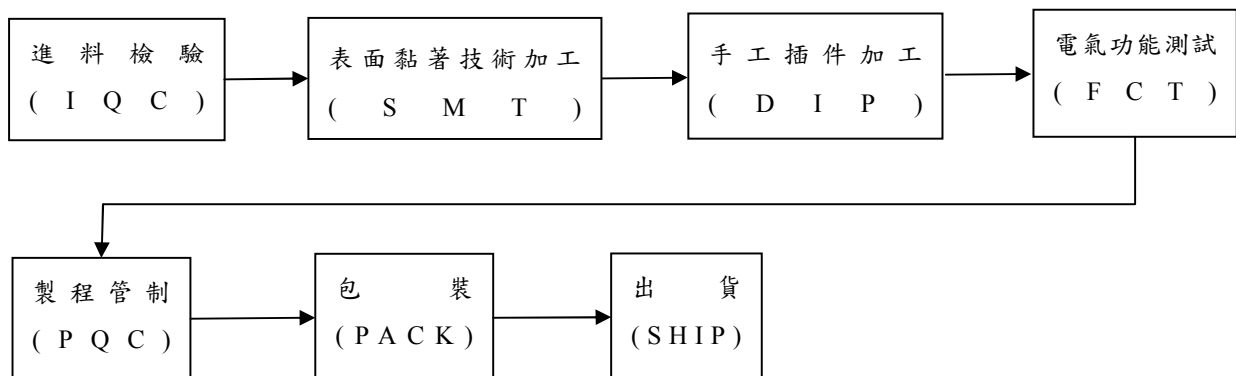 進料檢驗
(IQC)
表面黏著技術加工
(SMT)
手工插件加工
(DIP)
電氣功能測試
(FCT)
製程管制
(PQC)
包裝
(PACK)
出貨
(SHIP)